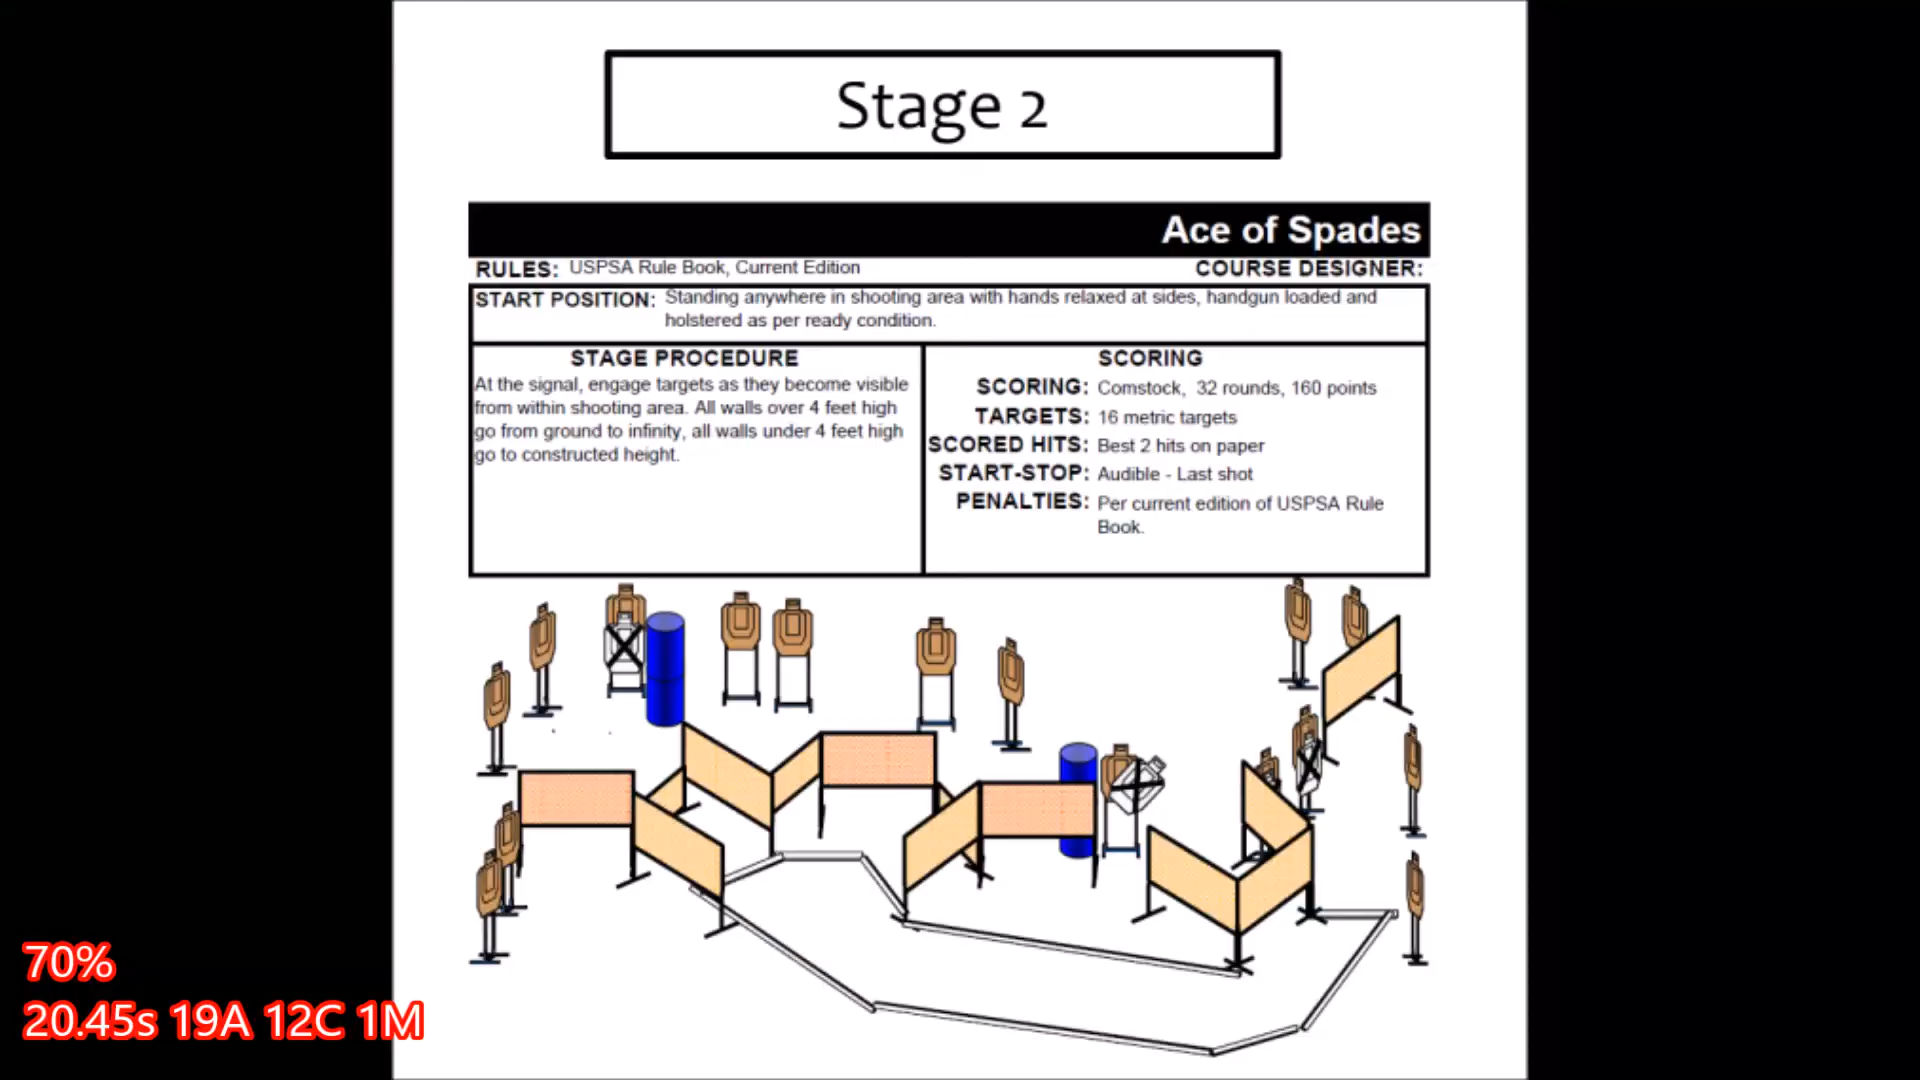 Stage 2
Ace of Spades
RULES: USPSA Rule Book, Current Edition
COURSE DESIGNER:
START POSITION: Standing anywhere in shooting area with hands relaxed at sides, handgun loaded and
holstered as per ready condition.
STAGE PROCEDURE
At the signal, engage targets as they become visible
from within shooting area. All walls over 4 feet high
go from ground to infinity, all walls under 4 feet high
go to constructed height.
SCORING
SCORING: Comstock, 32 rounds, 160 points
TARGETS: 16 metric targets
SCORED HITS: Best 2 hits on paper
START-STOP: Audible - Last shot
PENALTIES: Per current edition of USPSA Rule
Book.
70%
20.45s 19A 12C 1M